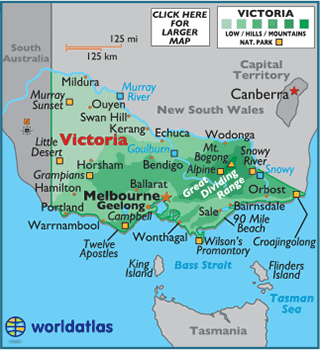 125 mi
125 km
CLICK HERE
FOR
LARGER
MAP
VICTORIA
LOW / HILLS / MOUNTAINS
NAT. PARK
South
Australia
Capital
Territory
Canberra
New South Wales
Mildura
Murray
Sunset
Murray
River
Ouyen
Swan Hill
Kerang
Echuca
Wodonga
Victoria
Little
Desert
Goulburn
Mt.
Bogong
Snowy
River
Horsham
Bendigo
Alpine
Snowy
Grampians
Great
Dividing
Range
Hamilton
Ballarat
Orbost
Melbourne
Geelong
Portland
Campbell
Sale
Bairnsdale
Warrnambool
90 Mile
Beach
Croajingolong
Twelve
Apostles
Wonthagi
Wilson's
Promontory
King
Island
Bass Strait
Flinders
Island
Tasman
Sea
Tasmania
worldatlas